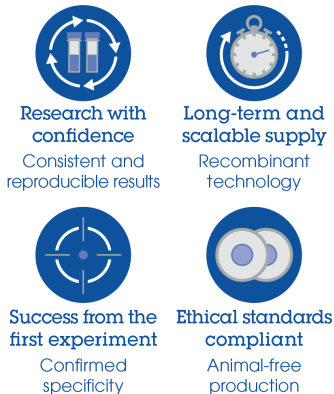 Research with
confidence
Consistent and
reproducible results
Long-term and
scalable supply
Recombinant
technology
Success from the
first experiment
Confirmed
specificity
Ethical standards
compliant
Animal-free
production